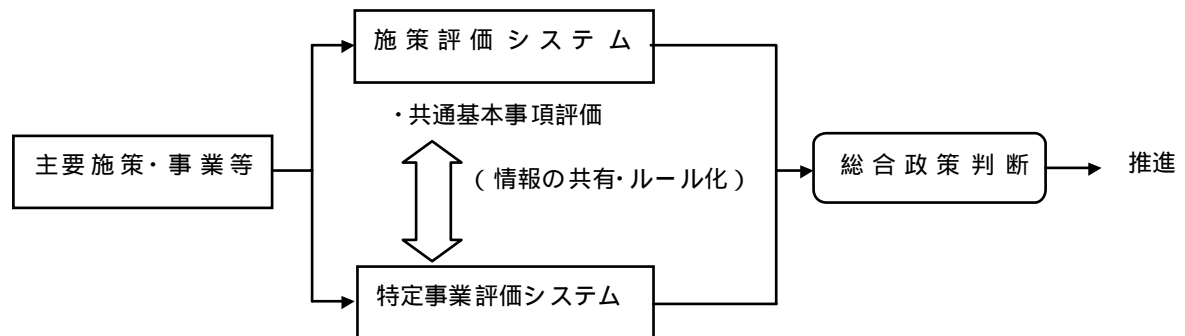 施策評価システム
・共通基本事項評価
主要施策・事業等
(情報の共有・ルール化)
総合政策判断
推進
特定事業評価システム